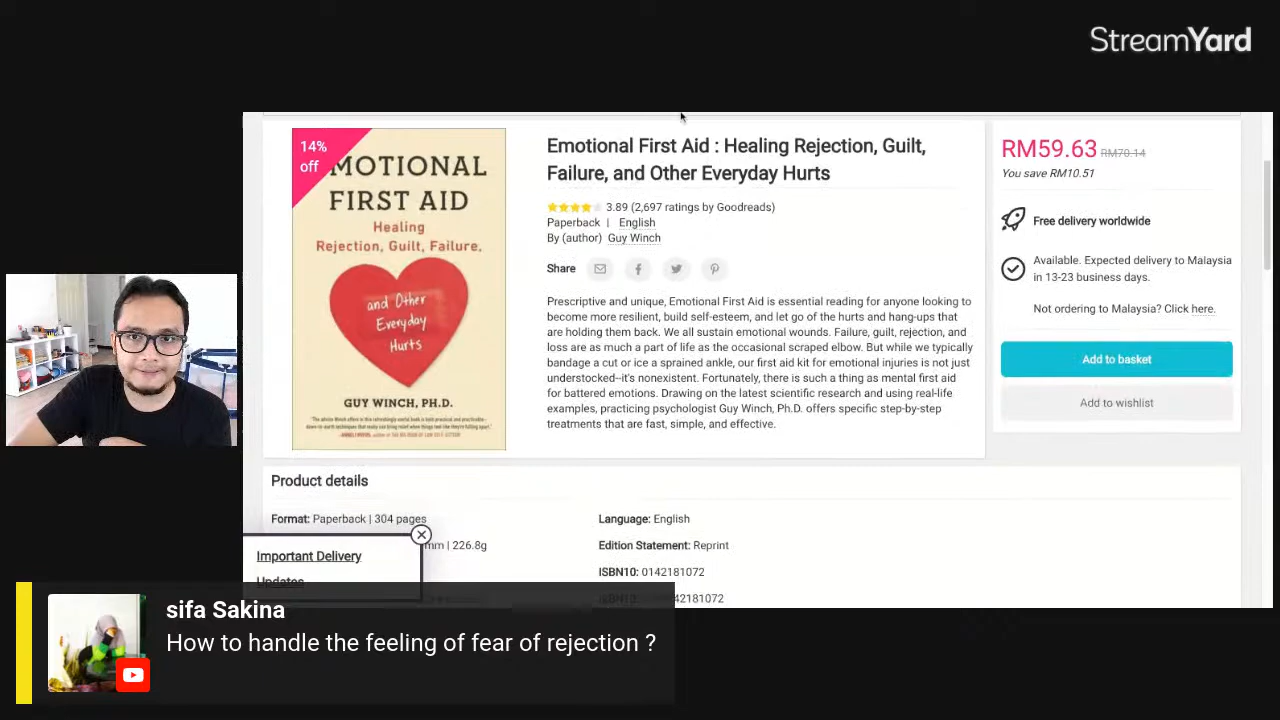 StreamYard
14%
off
EMOTIONAL
FIRST AID
Healing
Rejection, Guilt, Failure,
and Other
Everyday
Hurts
GUY WINCH, PH.D.
Emotional First Aid : Healing Rejection, Guilt,
Failure, and Other Everyday Hurts
3.89 (2,697 ratings by Goodreads)
Paperback | English
By (author) Guy Winch
Share
Prescriptive and unique, Emotional First Aid is essential reading for anyone looking to
become more resilient, build self-esteem, and let go of the hurts and hang-ups that
are holding them back. We all sustain emotional wounds. Failure, guilt, rejection, and
loss are as much a part of life as the occasional scraped elbow. But while we typically
bandage a cut or ice a sprained ankle, our first aid kit for emotional injuries is not just
understocked--it's nonexistent. Fortunately, there is such a thing as mental first aid
for battered emotions. Drawing on the latest scientific research and using real-life
examples, practicing psychologist Guy Winch, Ph.D. offers specific step-by-step
treatments that are fast, simple, and effective.
RM59.63 RM70.14
You save RM10.51
Free delivery worldwide
Available. Expected delivery to Malaysia
in 13-23 business days.
Not ordering to Malaysia? Click here.
Add to basket
Add to wishlist
Product details
Format: Paperback | 304 pages
mm | 226.8g
Language: English
Edition Statement: Reprint
ISBN10: 0142181072
42181072
Important Delivery
Updates
sifa Sakina
How to handle the feeling of fear of rejection ?